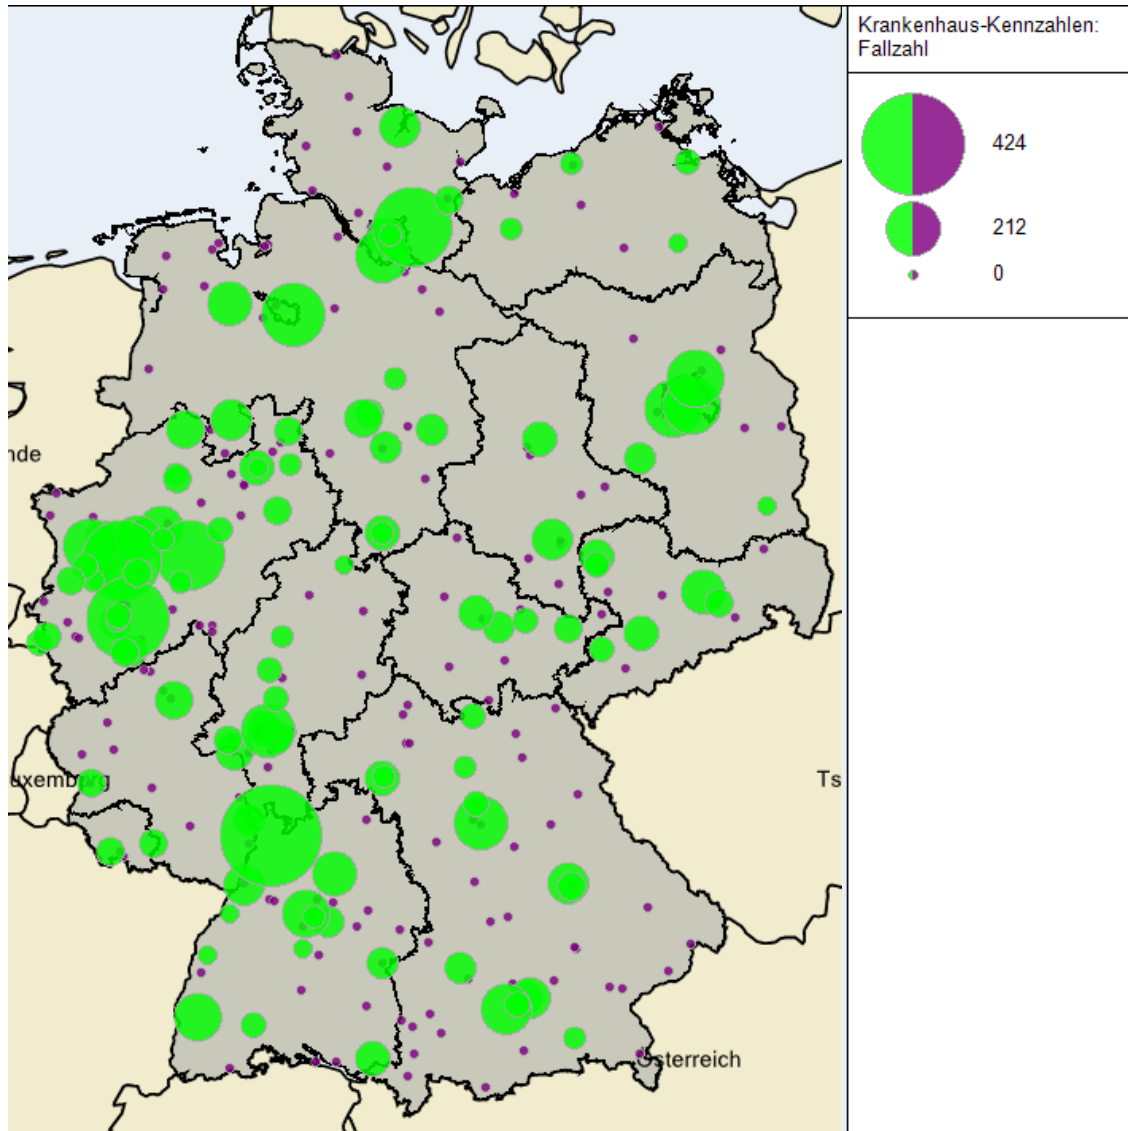 Krankenhaus-Kennzahlen:
Fallzahl
424
212
0
nde
uxemburg
Ts
Österreich